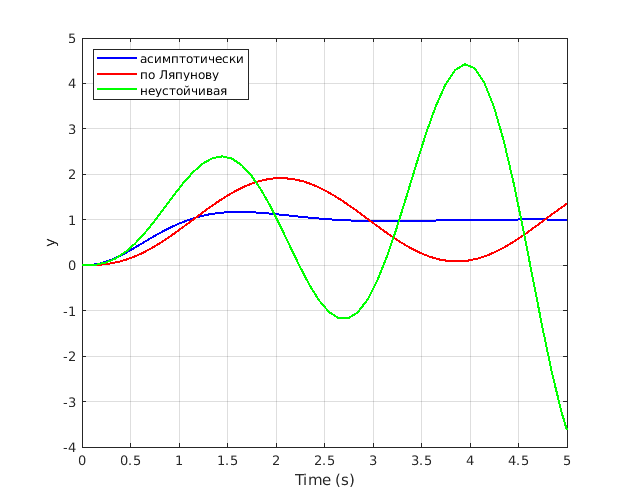 асимптотически
по Ляпунову
неустойчивая
5
4
3
2
1
0
-1
-2
-3
-4
y
0 0.5 1 1.5 2 2.5 3 3.5 4 4.5 5
Time (s)